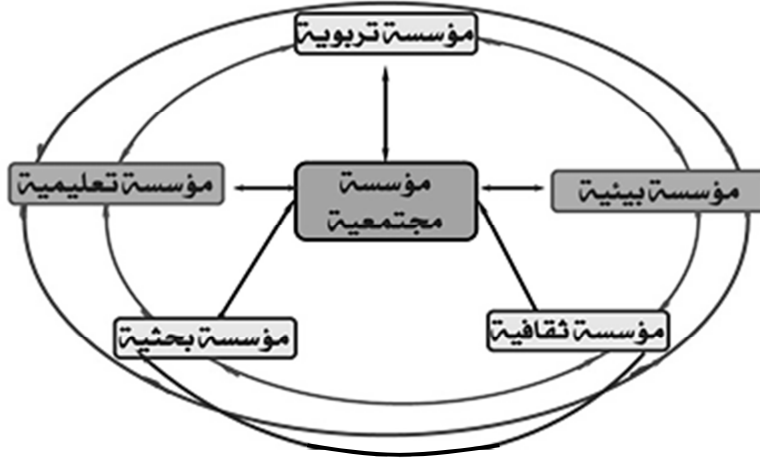 مؤسسة تربوية
مؤسسة بيئية
مؤسسة
مجتمعية
مؤسسة تعليمية
مؤسسة ثقافية
مؤسسة بحثية